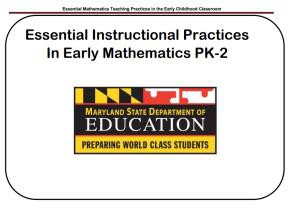 Essential Mathematics Teaching Practices in the Early Childhood Classroom
Essential Instructional Practices
In Early Mathematics PK-2
MARYLAND STATE DEPARTMENT OF
EDUCATION
PREPARING WORLD CLASS STUDENTS